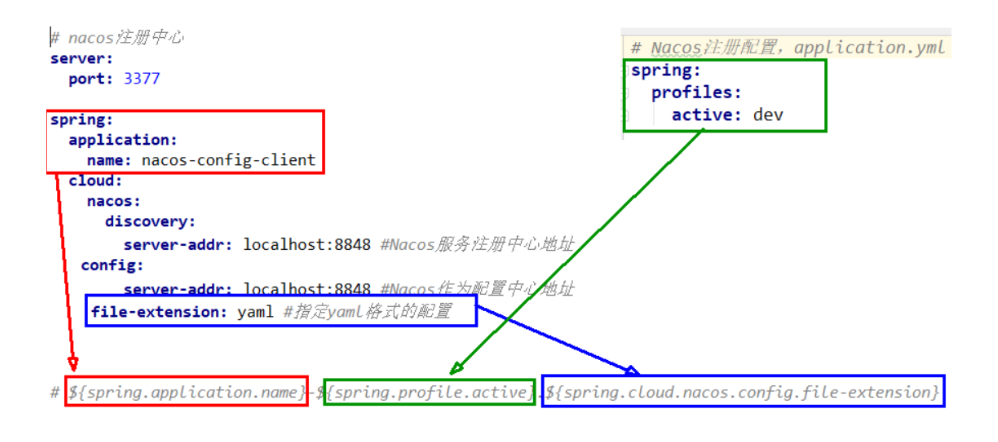 # nacos注册中心
server:
  port: 3377
spring:
  application:
    name: nacos-config-client
  cloud:
    nacos:
      discovery:
        server-addr: localhost:8848 #Nacos服务注册中心地址
   config:
        server-addr: localhost:8848 #Nacos作为配置中心地址
    file-extension: yaml #指定yaml格式的配置
# ${spring.application.name}-${spring.profile.active}.${spring.cloud.nacos.config.file-extension}
# Nacos注册配置，application.yml
spring:
  profiles:
    active: dev